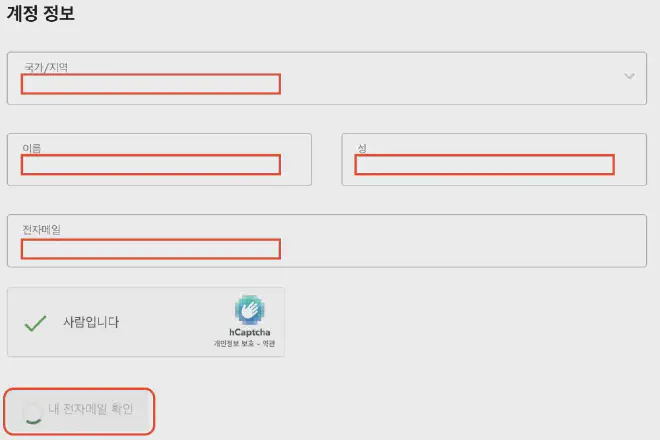 계정 정보
국가/지역
이름
성
전자메일
사람입니다
hCaptcha
개인정보 보호 - 약관
내 전자메일 확인